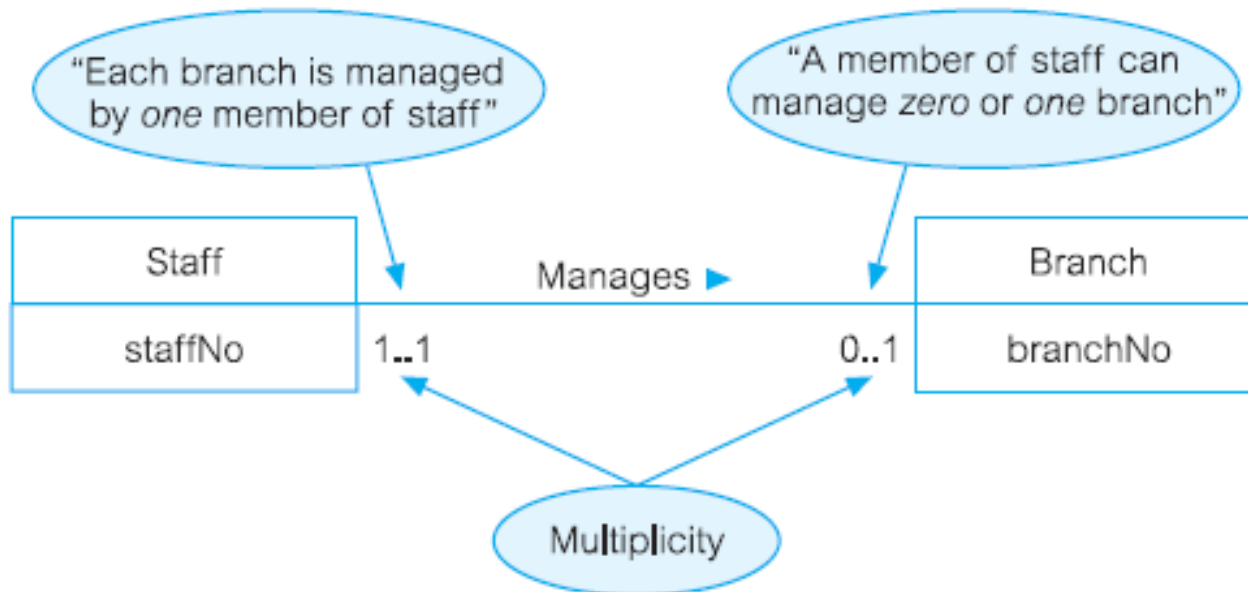 “Each branch is managed
by one member of staff”
“A member of staff can
manage zero or one branch”
Staff
Manages ►
Branch
staffNo
1..1
0..1
branchNo
Multiplicity